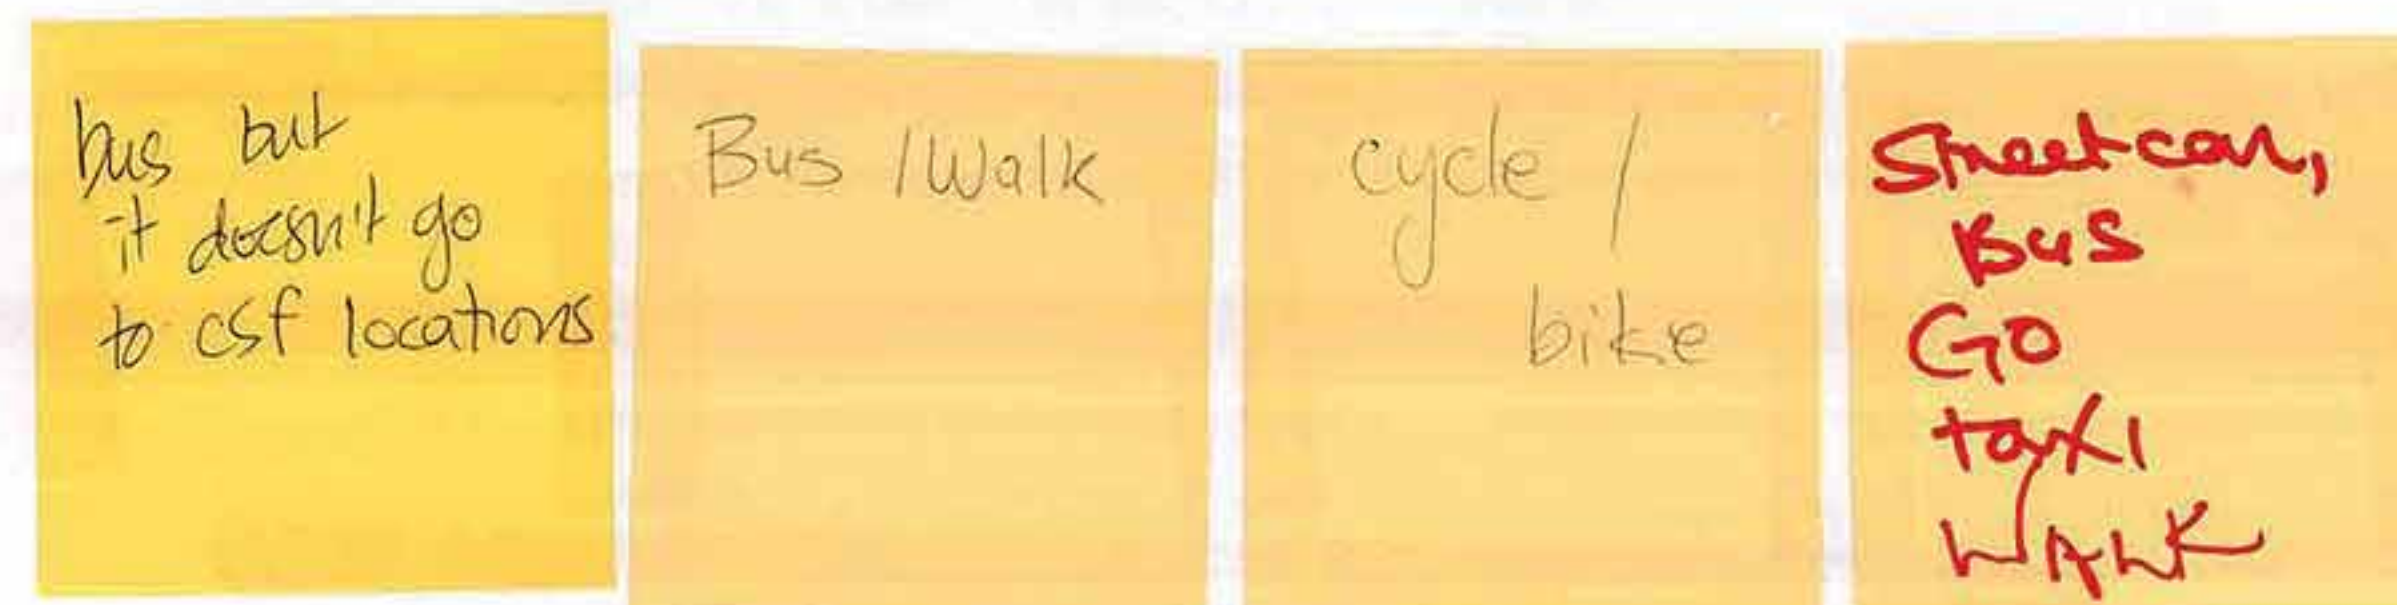 bus but
it doesn't go
to csf locations
Bus / Walk
cycle /
bike
Streetcar,
Bus
GO
taxi
WALK